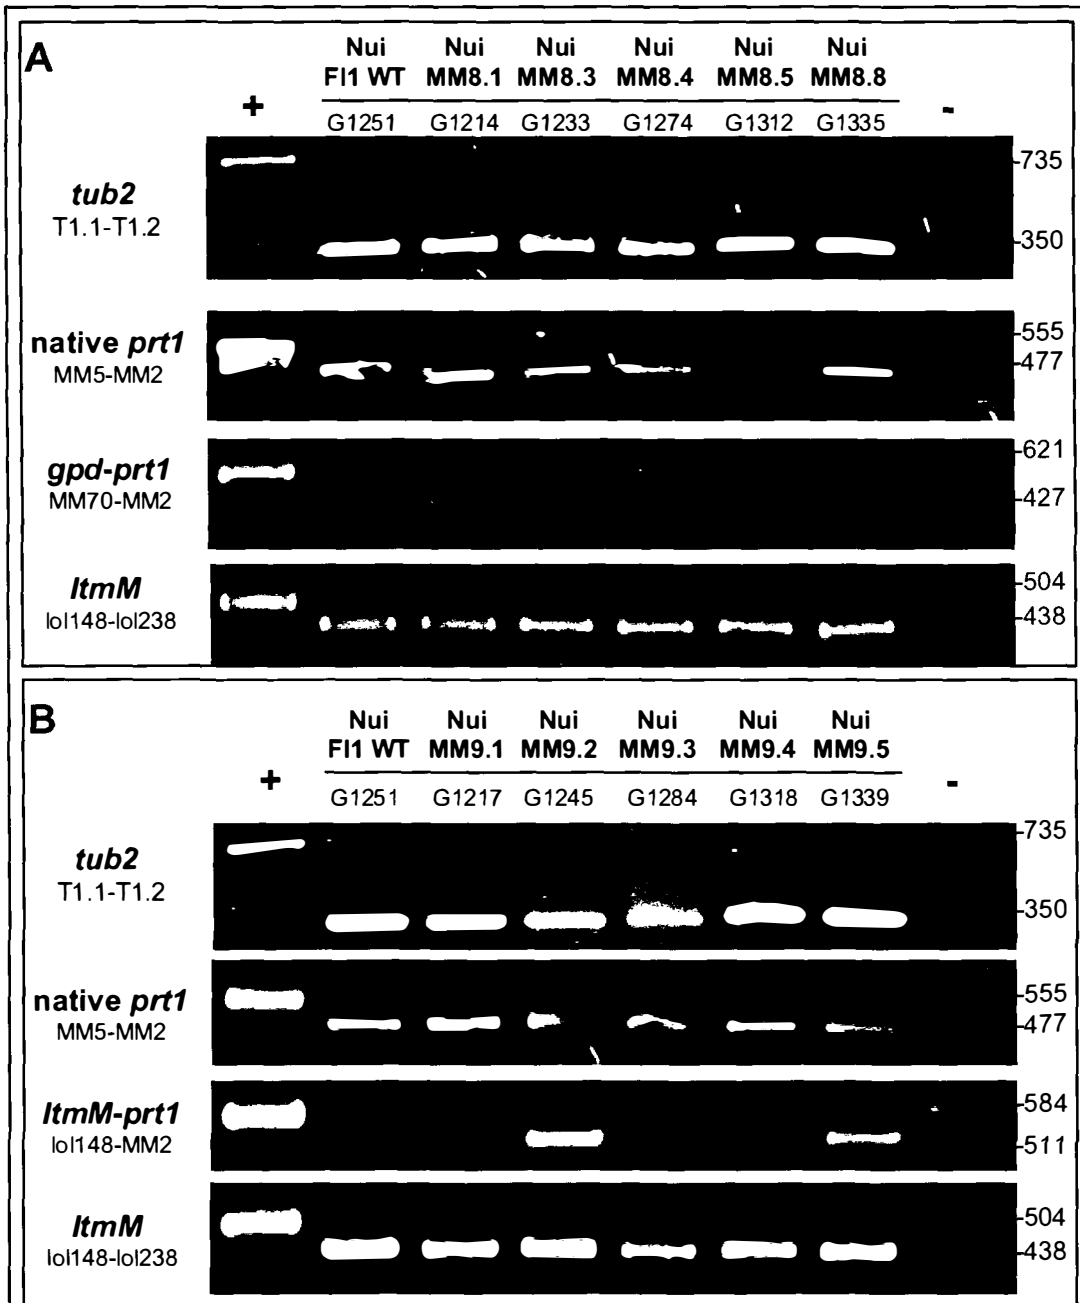 A
Nui Nui Nui Nui Nui Nui
Fl1 WT MM8.1 MM8.3 MM8.4 MM8.5 MM8.8
+ -
G1251 G1214 G1233 G1274 G1312 G1335
tub2
T1.1-T1.2
-735
-350
native prt1
MM5-MM2
-555
-477
gpd-prt1
MM70-MM2
-621
-427
ltmM
lol148-lol238
-504
-438
B
Nui Nui Nui Nui Nui Nui
Fl1 WT MM9.1 MM9.2 MM9.3 MM9.4 MM9.5
+ -
G1251 G1217 G1245 G1284 G1318 G1339
tub2
T1.1-T1.2
-735
-350
native prt1
MM5-MM2
-555
-477
ltmM-prt1
lol148-MM2
-584
-511
ltmM
lol148-lol238
-504
-438